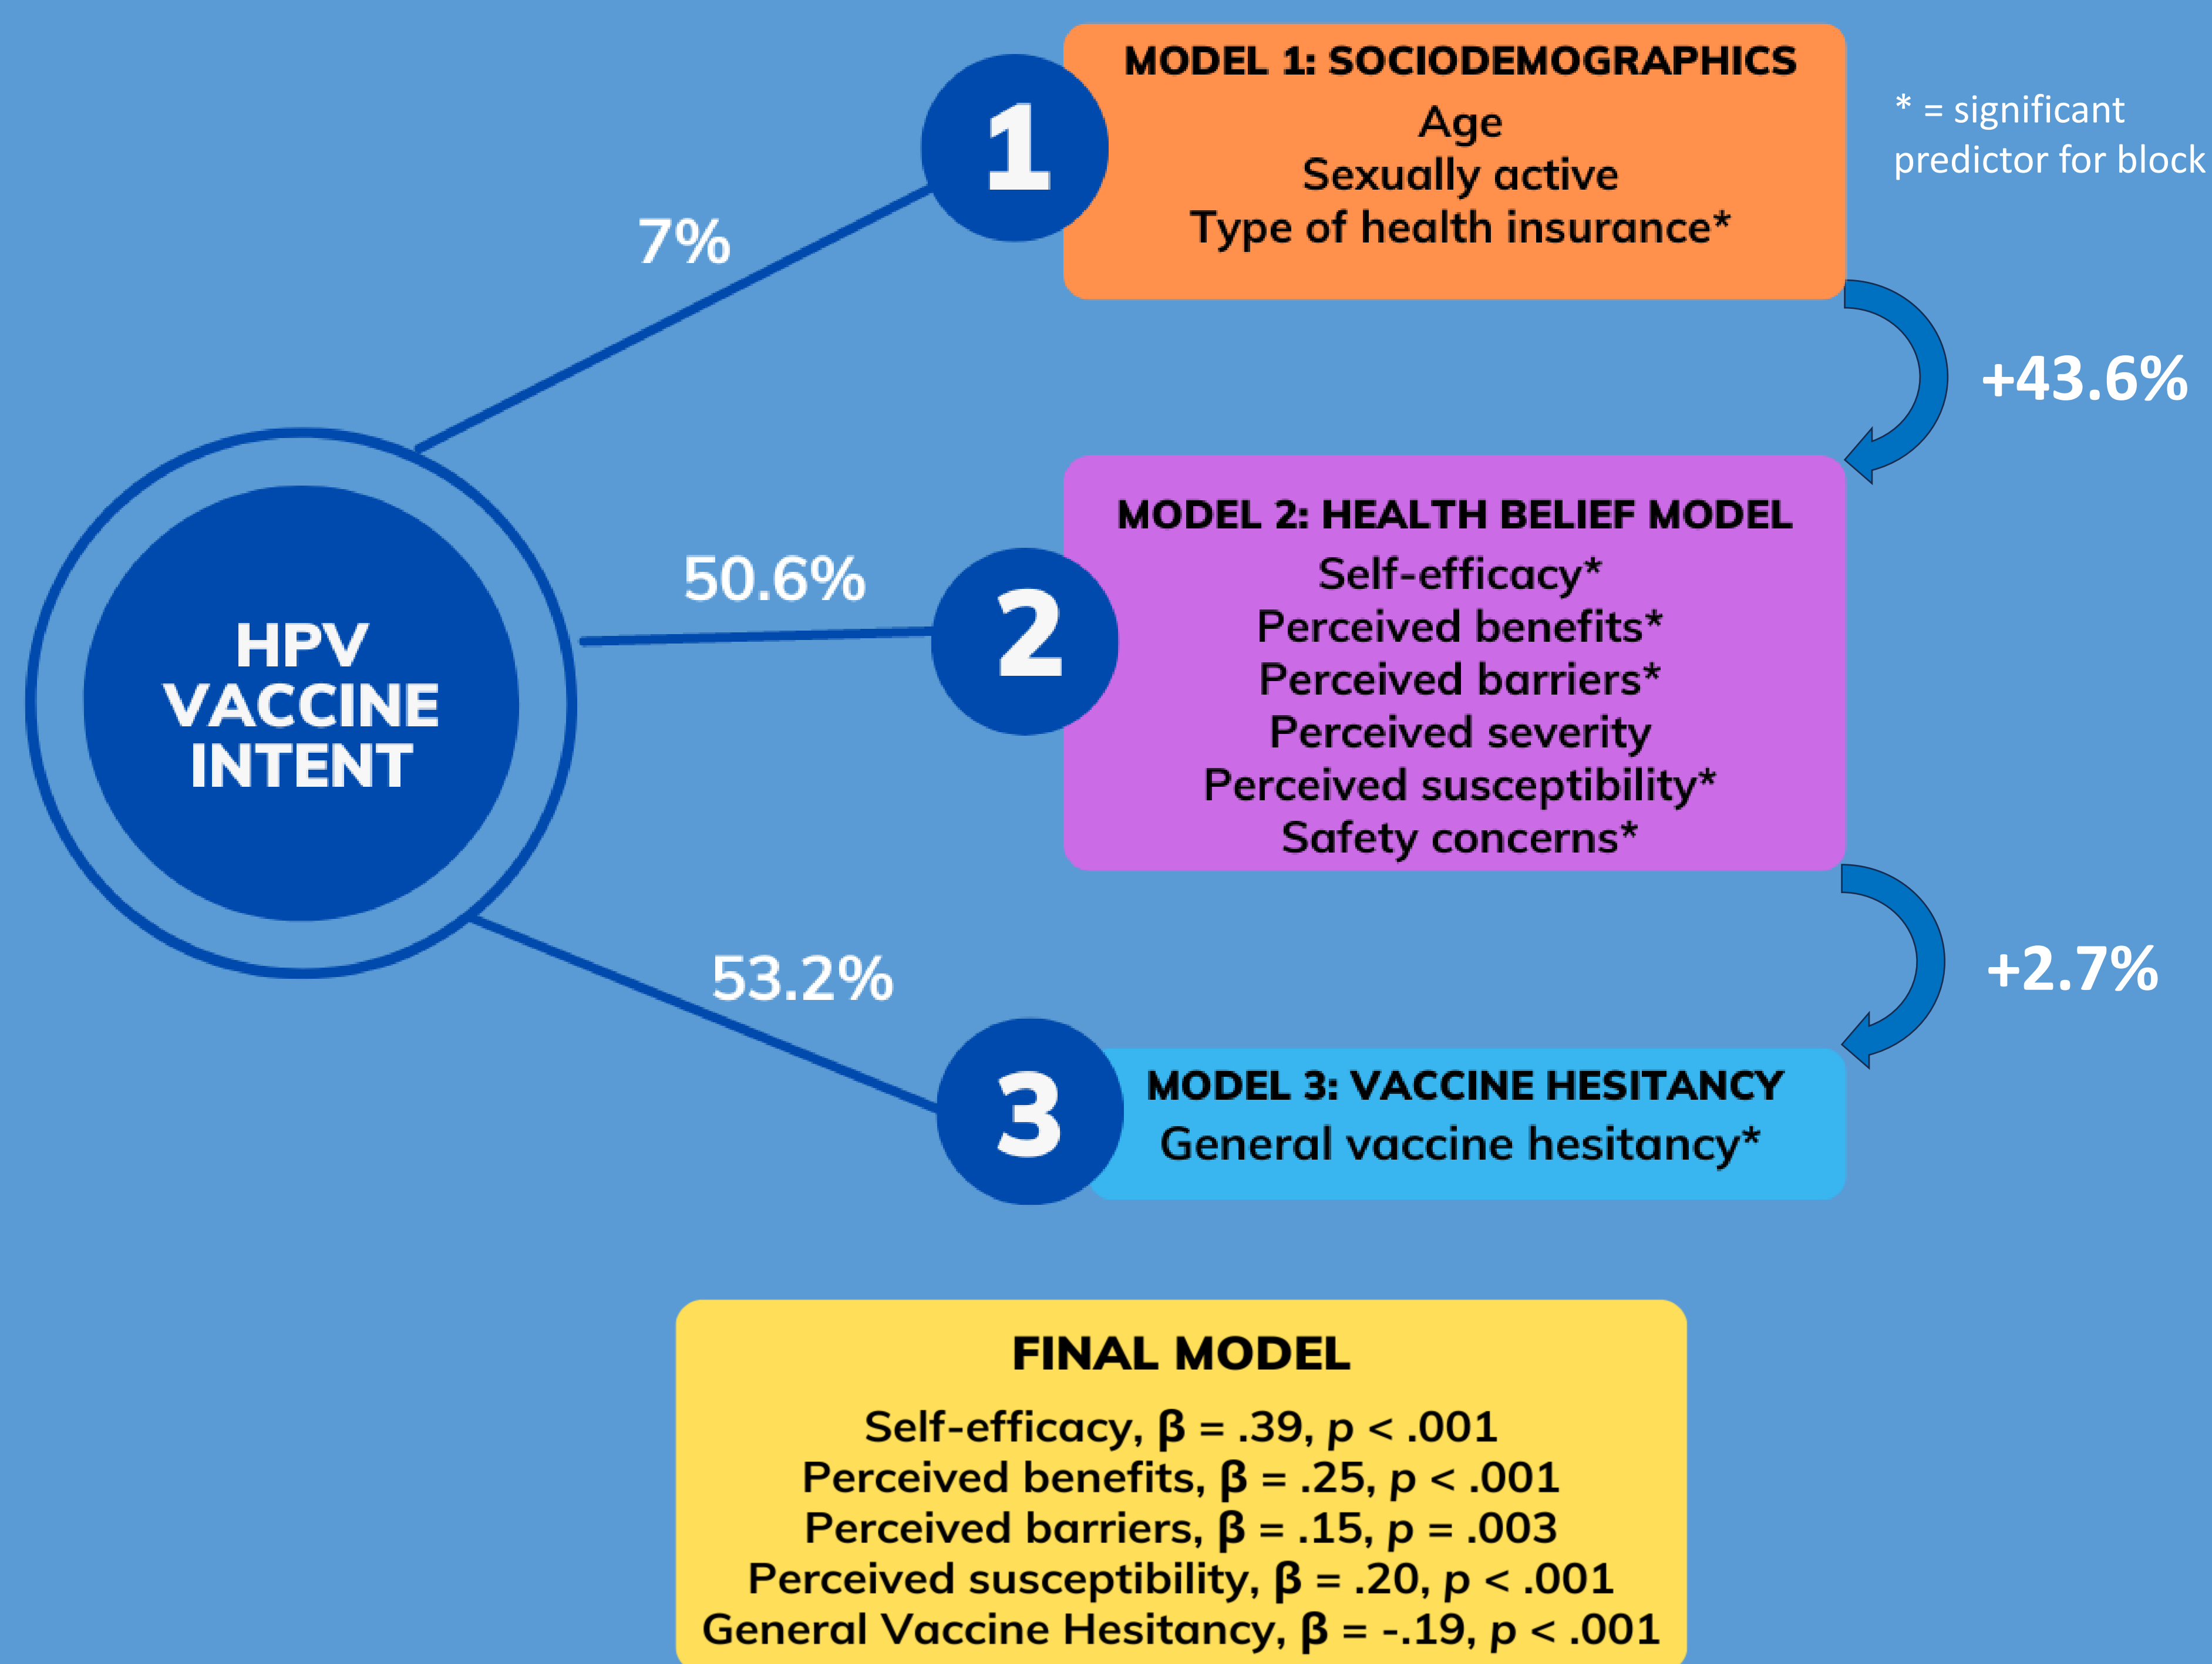 MODEL 1: SOCIODEMOGRAPHICS
Age
Sexually active
Type of health insurance*
* = significant
predictor for block
1
7%
+43.6%
MODEL 2: HEALTH BELIEF MODEL
Self-efficacy*
Perceived benefits*
Perceived barriers*
Perceived severity
Perceived susceptibility*
Safety concerns*
50.6%
2
HPV
VACCINE
INTENT
+2.7%
53.2%
3
MODEL 3: VACCINE HESITANCY
General vaccine hesitancy*
FINAL MODEL
Self-efficacy, β = .39, p < .001
Perceived benefits, β = .25, p < .001
Perceived barriers, β = .15, p = .003
Perceived susceptibility, β = .20, p < .001
General Vaccine Hesitancy, β = -.19, p < .001